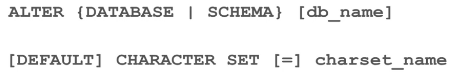 ALTER {DATABASE | SCHEMA} [db_name]
[DEFAULT] CHARACTER SET [=] charset_name